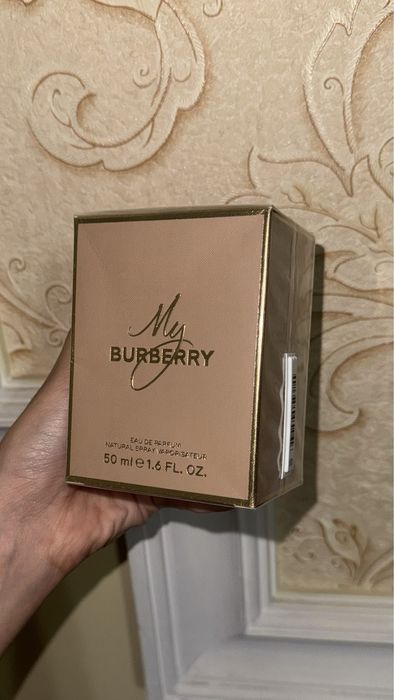 My
BURBERRY
EAU DE PARFUM
NATURAL SPRAY VAPORISATEUR
50 ml ℮ 1.6 FL. OZ.